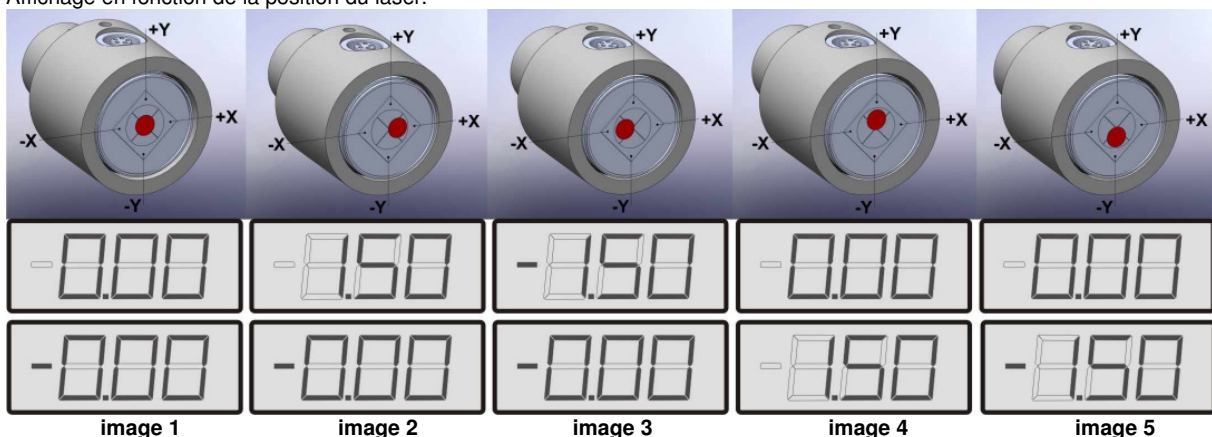 Affichage en fonction de la position du laser:
+Y +Y +Y +Y +Y
+X +X +X +X +X
-X -X -X -X -X
-Y -Y -Y -Y -Y
0.00 1.50 -1.50 0.00 0.00
-0.00 -0.00 -0.00 1.50 -1.50
image 1 image 2 image 3 image 4 image 5